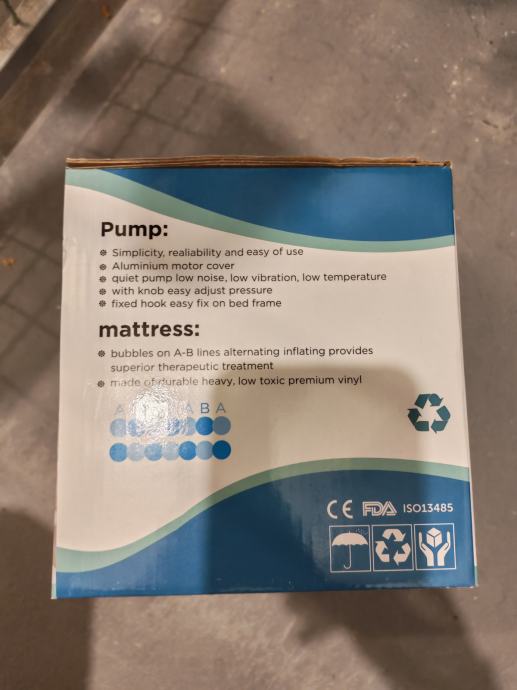 Pump:
Simplicity, realiability and easy of use
Aluminium motor cover
quiet pump low noise, low vibration, low temperature
with knob easy adjust pressure
fixed hook easy fix on bed frame
mattress:
bubbles on A-B lines alternating inflating provides
superior therapeutic treatment
made of durable heavy, low toxic premium vinyl
A A B A
CE FDA ISO13485